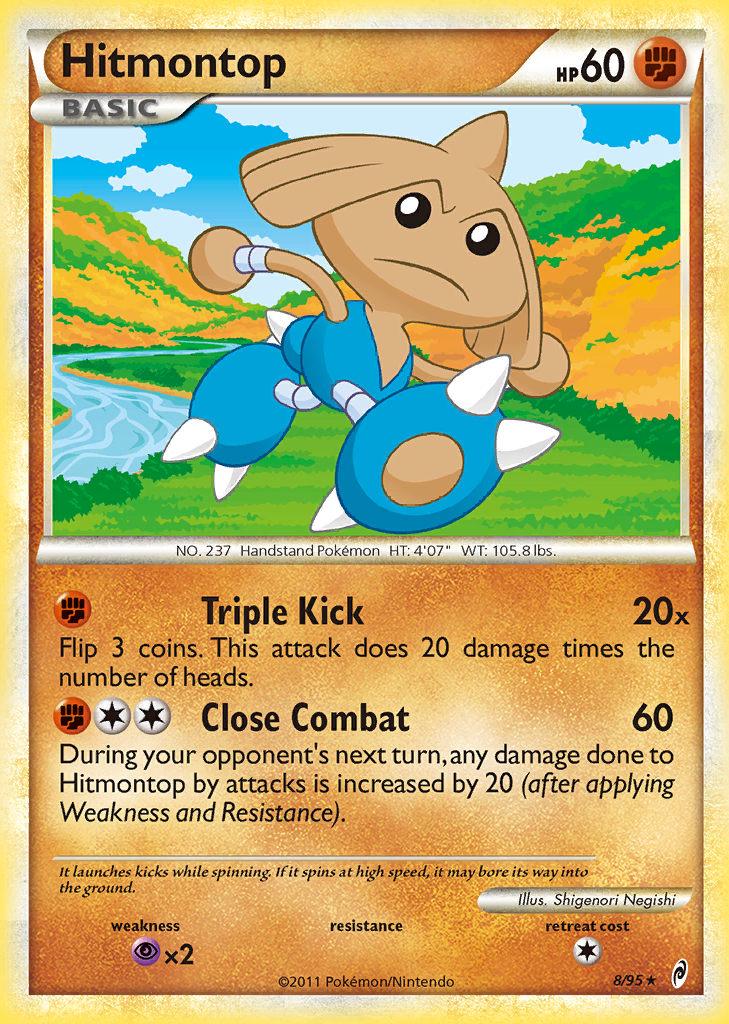 Hitmontop
HP60
BASIC
NO. 237 Handstand Pokémon HT: 4'07" WT: 105.8 lbs.
Triple Kick 20x
Flip 3 coins. This attack does 20 damage times the
number of heads.
Close Combat 60
During your opponent's next turn, any damage done to
Hitmontop by attacks is increased by 20 (after applying
Weakness and Resistance).
It launches kicks while spinning. If it spins at high speed, it may bore its way into
the ground.
Illus. Shigenori Negishi
weakness resistance retreat cost
x2
©2011 Pokémon/Nintendo
8/95 ★